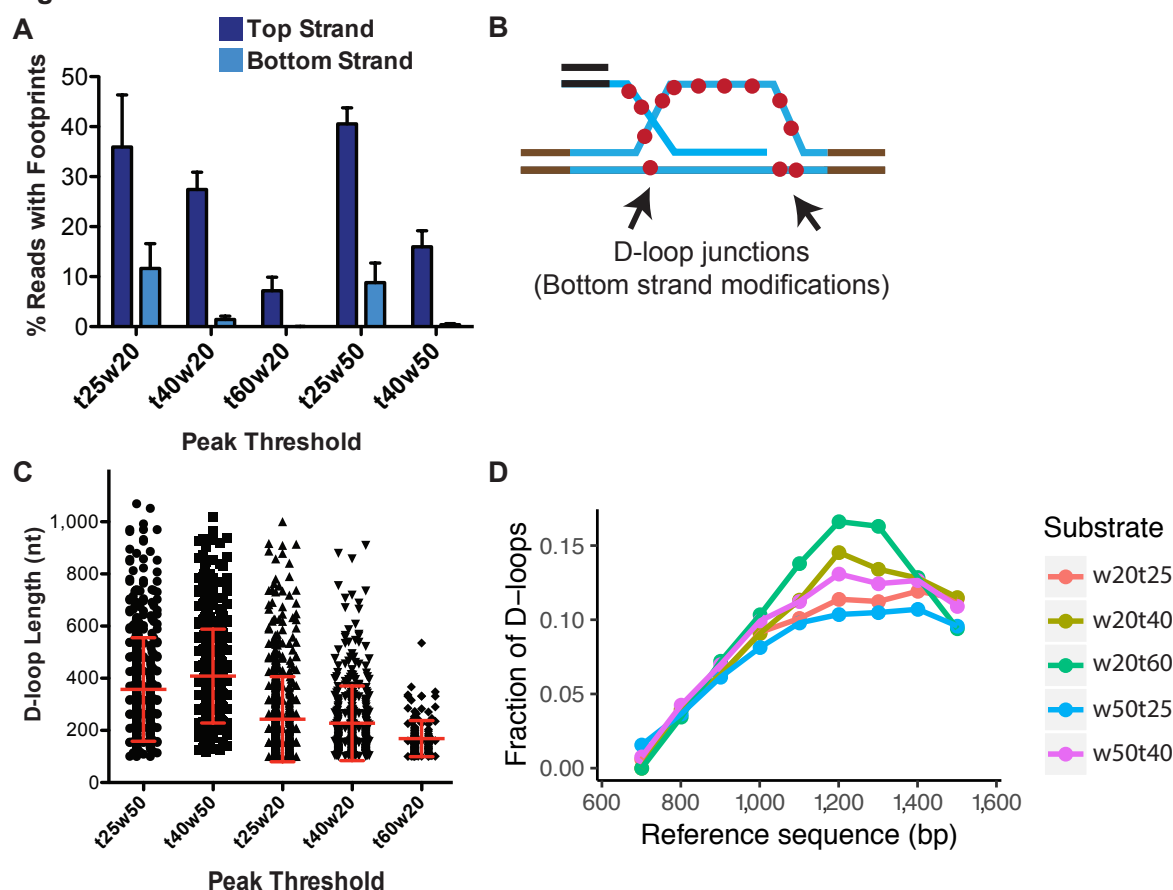 A
Top Strand
Bottom Strand
% Reads with Footprints
50
40
30
20
10
0
t25w20
t40w20
t60w20
t25w50
t40w50
Peak Threshold
B
D-loop junctions
(Bottom strand modifications)
C
D-loop Length (nt)
1,000
800
600
400
200
0
t25w50
t40w50
t25w20
t40w20
t60w20
Peak Threshold
D
Fraction of D-loops
0.15
0.10
0.05
0.00
600
800
1,000
1,200
1,400
1,600
Reference sequence (bp)
Substrate
w20t25
w20t40
w20t60
w50t25
w50t40